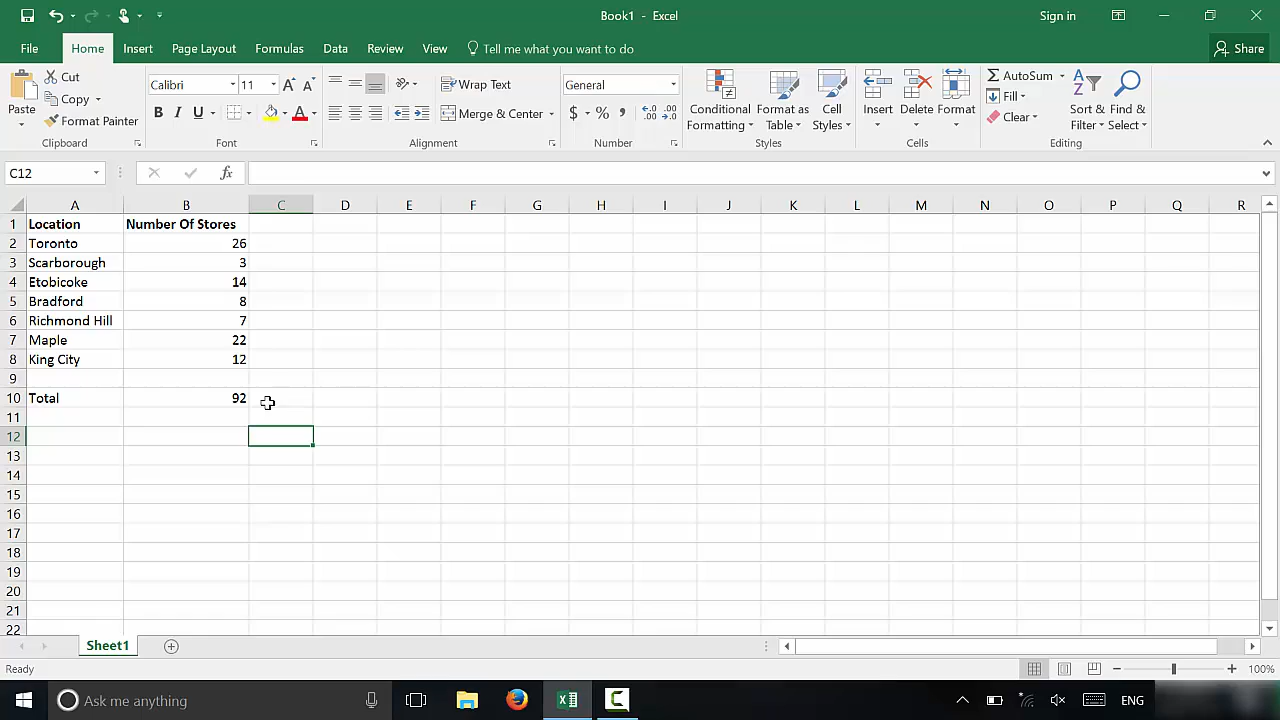 Book1 - Excel
Sign in
File Home Insert Page Layout Formulas Data Review View Tell me what you want to do Share
Paste
Cut
Copy
Format Painter
Clipboard
Calibri 11
B I U
Font
Wrap Text
Merge & Center
Alignment
General
$ % ,
Number
Conditional Formatting
Format as Table
Cell Styles
Styles
Insert Delete Format
Cells
AutoSum
Fill
Clear
Sort & Filter
Find & Select
Editing
C12 fx
A B C D E F G H I J K L M N O P Q R
1 Location Number Of Stores
2 Toronto 26
3 Scarborough 3
4 Etobicoke 14
5 Bradford 8
6 Richmond Hill 7
7 Maple 22
8 King City 12
9
10 Total 92
11
12
13
14
15
16
17
18
19
20
21
22
Sheet1
Ready 100%
Ask me anything ENG